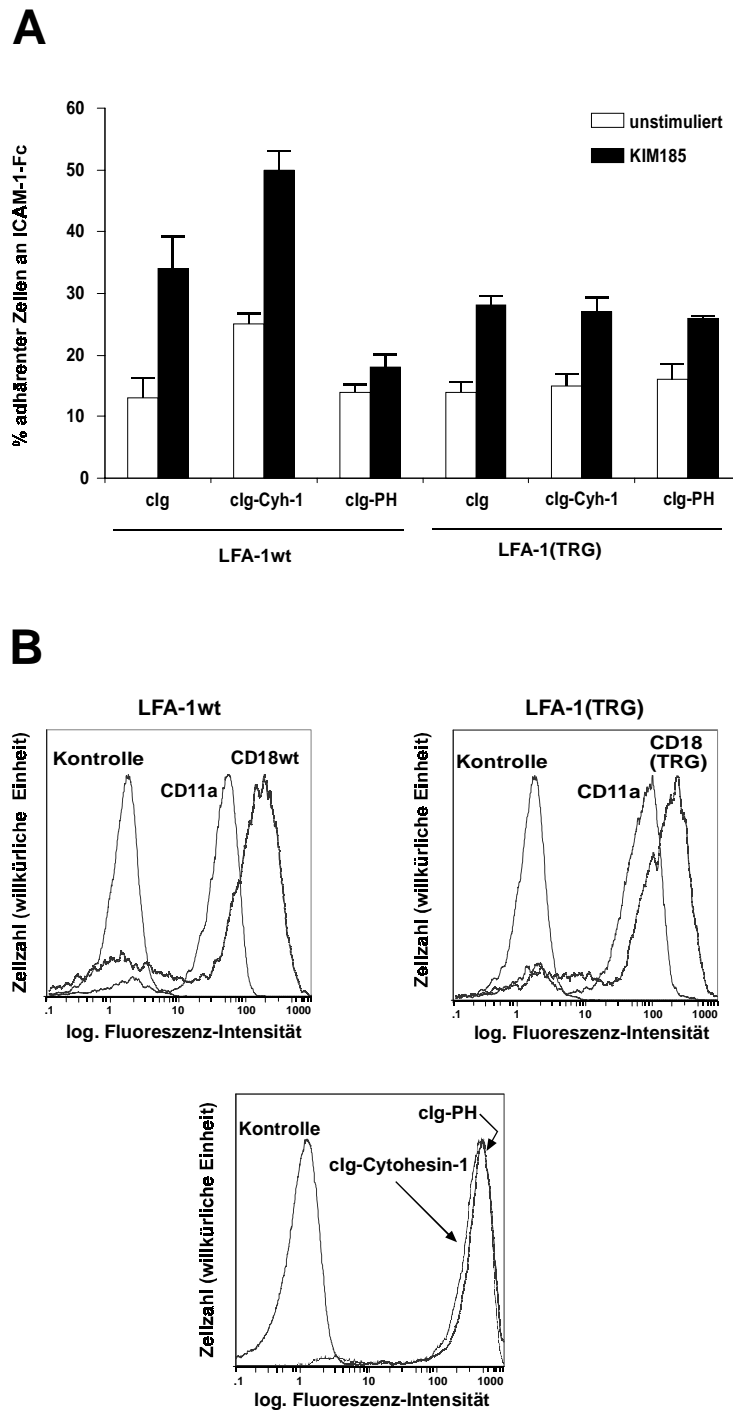 A
60
50
40
30
20
10
0
% adhärenter Zellen an ICAM-1-Fc
unstimuliert
KIM185
cIg
cIg-Cyh-1
cIg-PH
cIg
cIg-Cyh-1
cIg-PH
LFA-1wt
LFA-1(TRG)
B
LFA-1wt
Zellzahl (willkürliche Einheit)
Kontrolle
CD11a
CD18wt
.1 1 10 100 1000
log. Fluoreszenz-Intensität
LFA-1(TRG)
Zellzahl (willkürliche Einheit)
Kontrolle
CD11a
CD18
(TRG)
.1 1 10 100 1000
log. Fluoreszenz-Intensität
Zellzahl (willkürliche Einheit)
Kontrolle
cIg-PH
cIg-Cytohesin-1
.1 1 10 100 1000
log. Fluoreszenz-Intensität